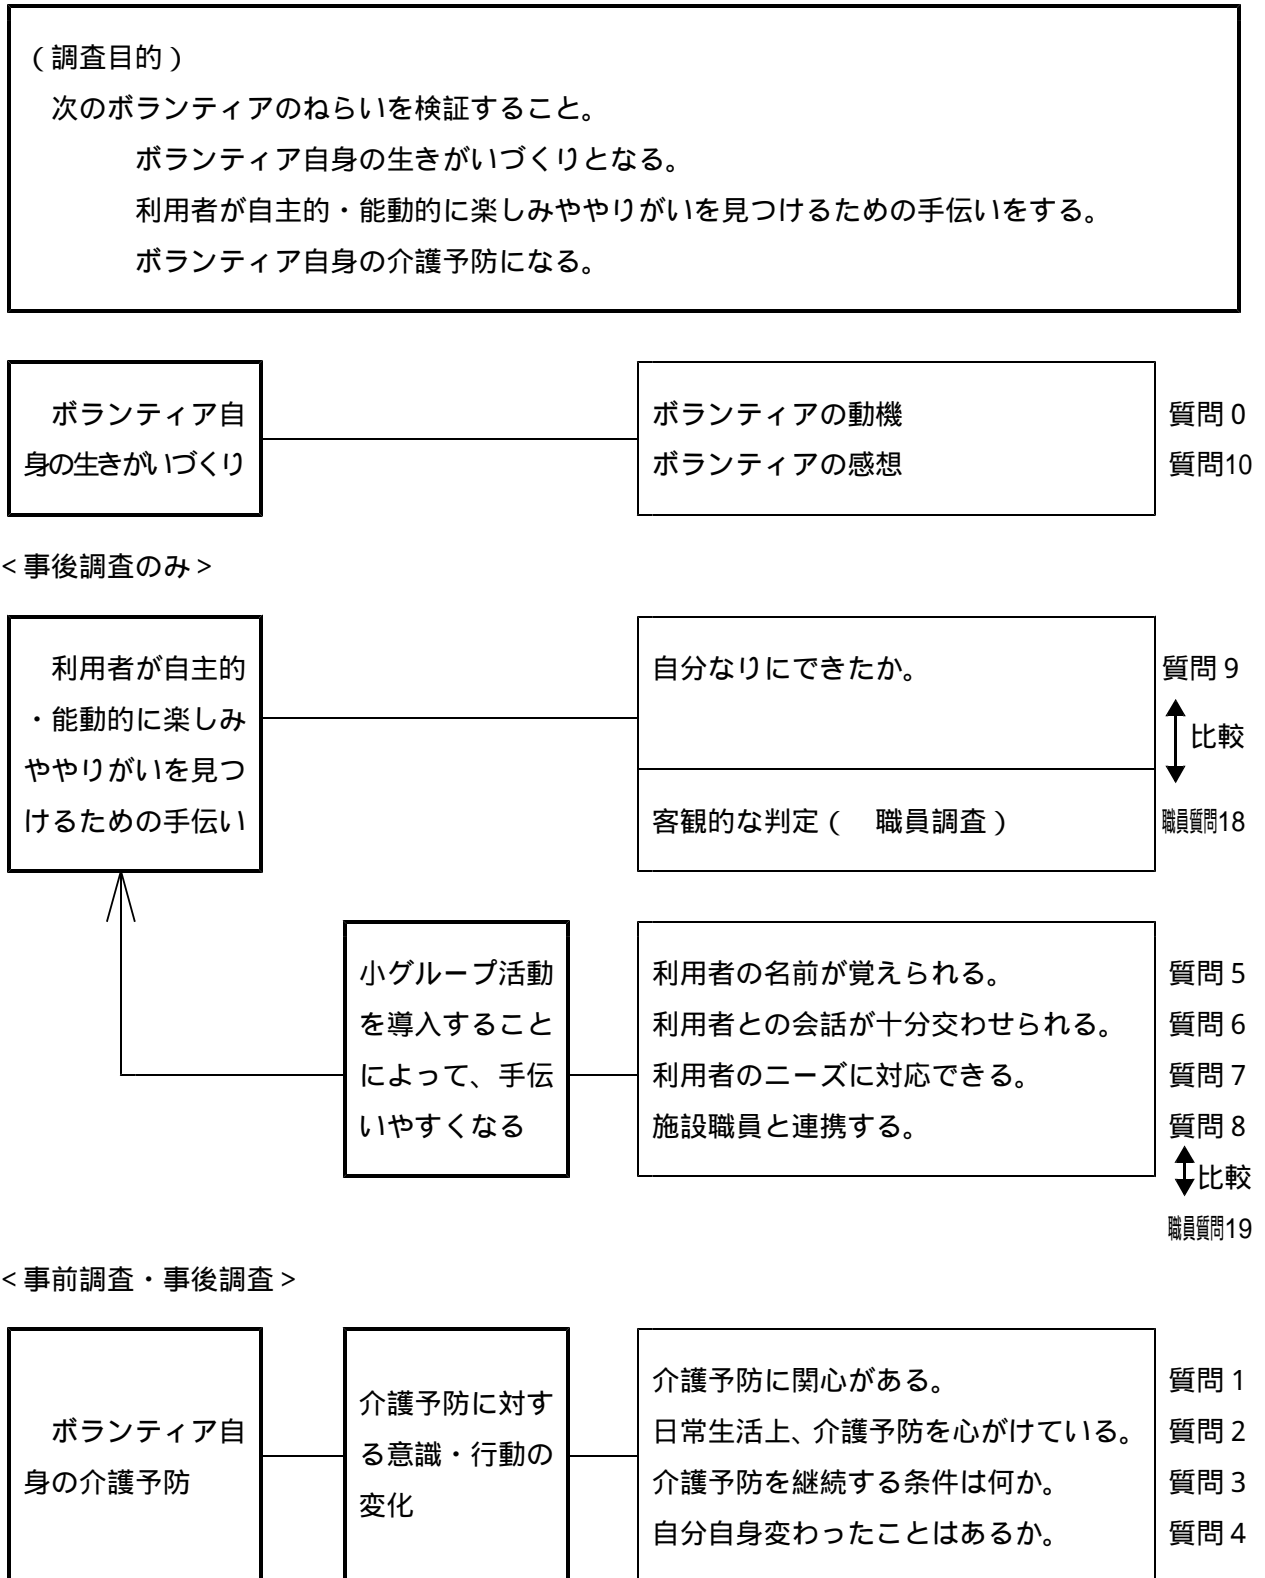 （調査目的）
次のボランティアのねらいを検証すること。
ボランティア自身の生きがいづくりとなる。
利用者が自主的・能動的に楽しみややりがいを見つけるための手伝いをする。
ボランティア自身の介護予防になる。
ボランティア自
身の生きがいづくり
ボランティアの動機
質問０
ボランティアの感想
質問10
＜事後調査のみ＞
利用者が自主的
・能動的に楽しみ
ややりがいを見つ
けるための手伝い
自分なりにできたか。
質問９
比較
客観的な判定（　職員調査）
職員質問18
小グループ活動
を導入すること
によって、手伝
いやすくなる
利用者の名前が覚えられる。
質問５
利用者との会話が十分交わせられる。
質問６
利用者のニーズに対応できる。
質問７
施設職員と連携する。
質問８
比較
職員質問19
＜事前調査・事後調査＞
ボランティア自
身の介護予防
介護予防に対す
る意識・行動の
変化
介護予防に関心がある。
質問１
日常生活上、介護予防を心がけている。
質問２
介護予防を継続する条件は何か。
質問３
自分自身変わったことはあるか。
質問４